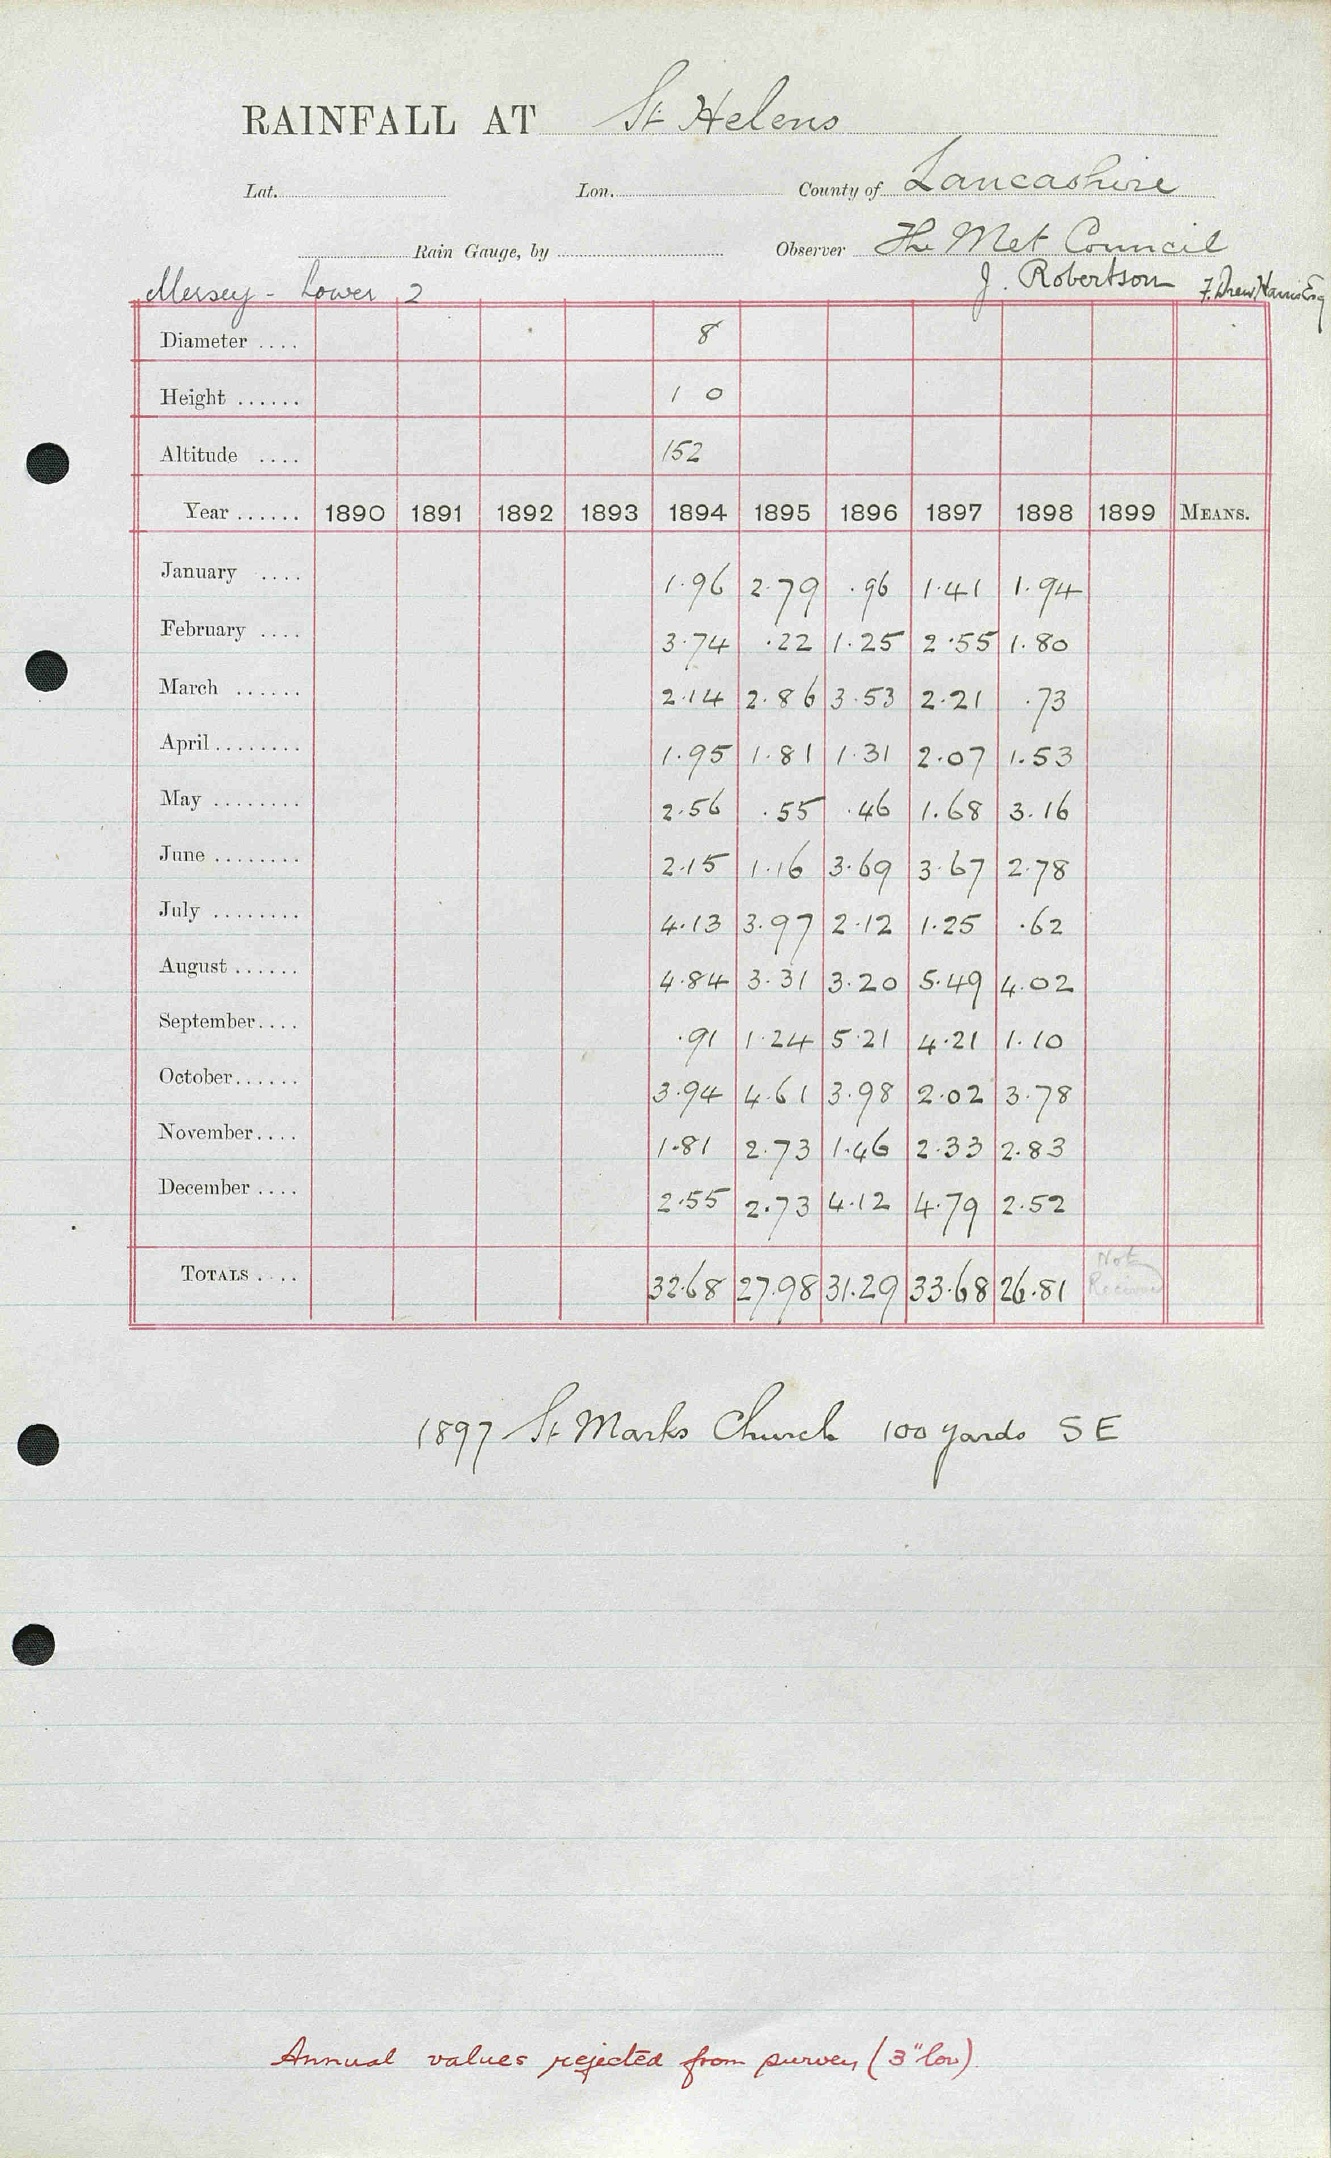 RAINFALL AT St Helens
Lat. Lon. County of Lancashire
Rain Gauge, by Observer The Met Council
Mersey - Lower 2 J. Robertson F. Drew Harris Esq
Diameter .... 8
Height ...... 1 0
Altitude .... 152
Year ...... 1890 1891 1892 1893 1894 1895 1896 1897 1898 1899 MEANS.
January .... 1.96 2.79 .96 1.41 1.94
February .... 3.74 .22 1.25 2.55 1.80
March ...... 2.14 2.86 3.53 2.21 .73
April........ 1.95 1.81 1.31 2.07 1.53
May ........ 2.56 .55 .46 1.68 3.16
June ........ 2.15 1.16 3.69 3.67 2.78
July ........ 4.13 3.97 2.12 1.25 .62
August ...... 4.84 3.31 3.20 5.49 4.02
September.... .91 1.24 5.21 4.21 1.10
October...... 3.94 4.61 3.98 2.02 3.78
November.... 1.81 2.73 1.46 2.33 2.83
December .... 2.55 2.73 4.12 4.79 2.52
TOTALS .... 32.68 27.98 31.29 33.68 26.81 Not Received
1897 St Marks Church 100 yards SE
Annual values rejected from survey (3" low).